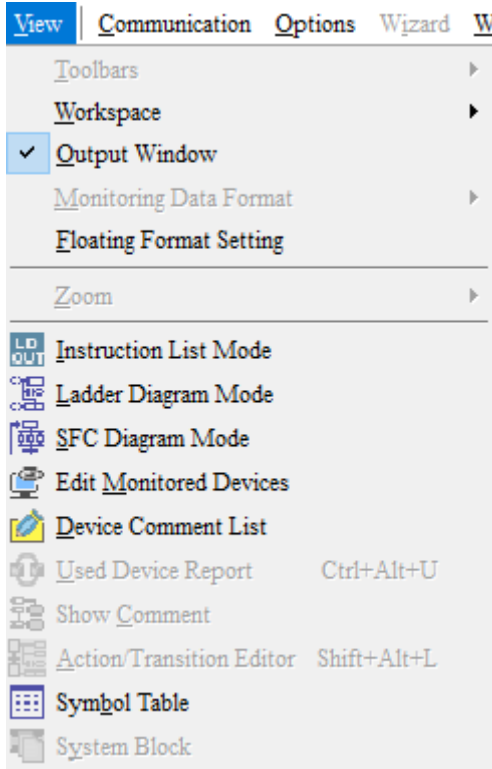 View Communication Options Wizard W
Toolbars
Workspace
Output Window
Monitoring Data Format
Floating Format Setting
Zoom
LD
OUT
Instruction List Mode
Ladder Diagram Mode
SFC Diagram Mode
Edit Monitored Devices
Device Comment List
Used Device Report Ctrl+Alt+U
Show Comment
Action/Transition Editor Shift+Alt+L
Symbol Table
System Block